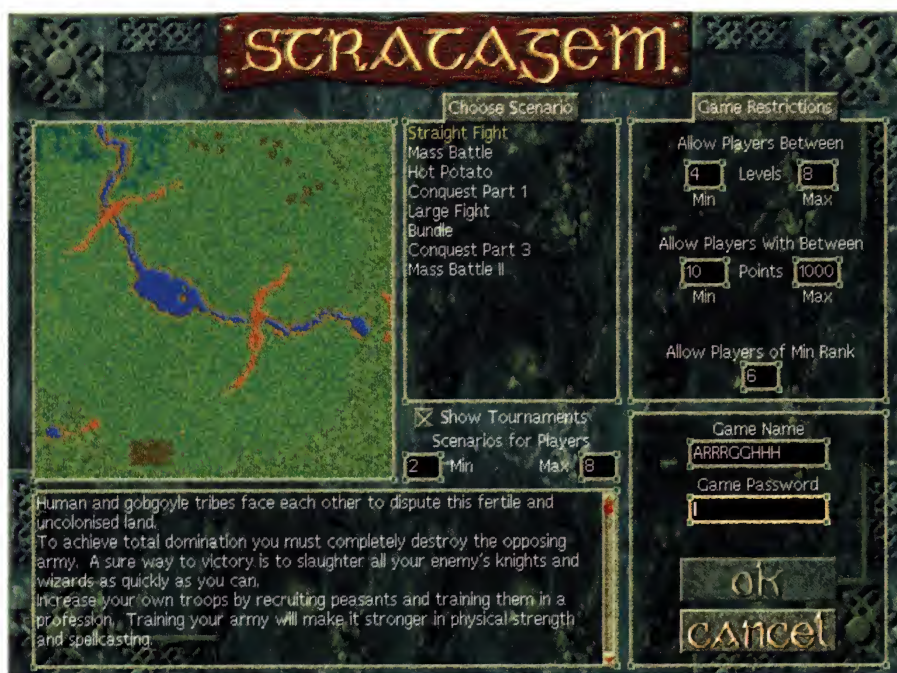 STRATAGEM
Choose Scenario
Straight Fight
Mass Battle
Hot Potato
Conquest Part 1
Large Fight
Bundle
Conquest Part 3
Mass Battle II
Show Tournaments
Scenarios for Players
2 Min Max 8
Game Restrictions
Allow Players Between
4 Levels 8
Min Max
Allow Players With Between
10 Points 1000
Min Max
Allow Players of Min Rank
6
Human and gobgoyle tribes face each other to dispute this fertile and
uncolonised land.
To achieve total domination you must completely destroy the opposing
army. A sure way to victory is to slaughter all your enemy's knights and
wizards as quickly as you can.
Increase your own troops by recruiting peasants and training them in a
profession. Training your army will make it stronger in physical strength
and spellcasting.
Game Name
ARRRGGHHH
Game Password
ok
cancel